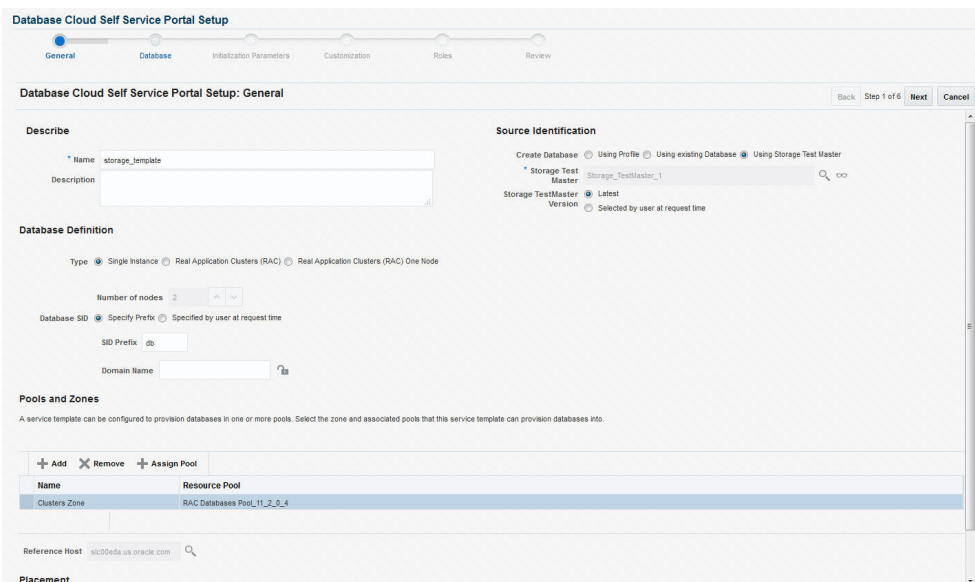 Database Cloud Self Service Portal Setup
General Database Initialization Parameters Customization Roles Review
Database Cloud Self Service Portal Setup: General
Back Step 1 of 6 Next Cancel
Describe
* Name storage_template
Description
Source Identification
Create Database Using Profile Using existing Database Using Storage Test Master
* Storage Test Master Storage_TestMaster_1
Storage TestMaster Version Latest
Selected by user at request time
Database Definition
Type Single Instance Real Application Clusters (RAC) Real Application Clusters (RAC) One Node
Number of nodes 2
Database SID Specify Prefix Specified by user at request time
SID Prefix db
Domain Name
Pools and Zones
A service template can be configured to provision databases in one or more pools. Select the zone and associated pools that this service template can provision databases into.
Add Remove Assign Pool
Name Resource Pool
Clusters Zone RAC Databases Pool_11_2_0_4
Reference Host slc00eda.us.oracle.com
Placement